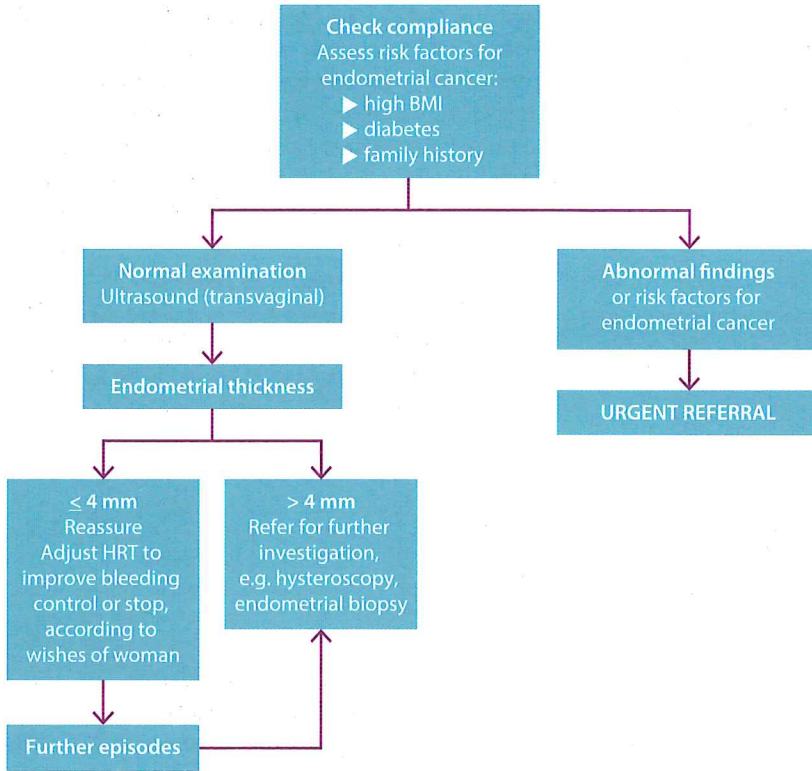 Check compliance
Assess risk factors for
endometrial cancer:
▶ high BMI
▶ diabetes
▶ family history
Normal examination
Ultrasound (transvaginal)
Abnormal findings
or risk factors for
endometrial cancer
Endometrial thickness
URGENT REFERRAL
≤ 4 mm
Reassure
Adjust HRT to
improve bleeding
control or stop,
according to
wishes of woman
> 4 mm
Refer for further
investigation,
e.g. hysteroscopy,
endometrial biopsy
Further episodes